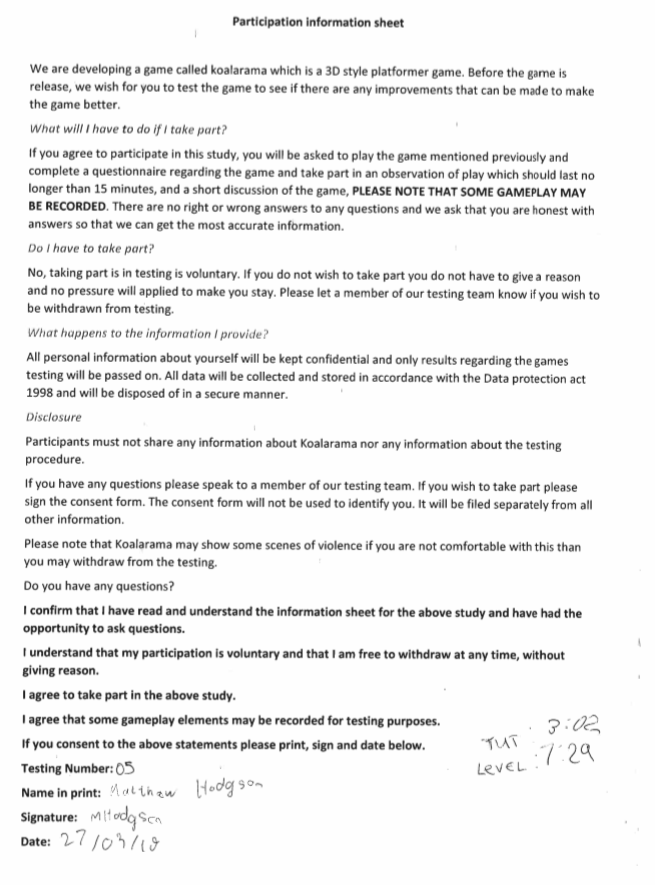 Participation information sheet
We are developing a game called koalarama which is a 3D style platformer game. Before the game is
release, we wish for you to test the game to see if there are any improvements that can be made to make
the game better.
What will I have to do if I take part?
If you agree to participate in this study, you will be asked to play the game mentioned previously and
complete a questionnaire regarding the game and take part in an observation of play which should last no
longer than 15 minutes, and a short discussion of the game, PLEASE NOTE THAT SOME GAMEPLAY MAY
BE RECORDED. There are no right or wrong answers to any questions and we ask that you are honest with
answers so that we can get the most accurate information.
Do I have to take part?
No, taking part is in testing is voluntary. If you do not wish to take part you do not have to give a reason
and no pressure will applied to make you stay. Please let a member of our testing team know if you wish to
be withdrawn from testing.
What happens to the information I provide?
All personal information about yourself will be kept confidential and only results regarding the games
testing will be passed on. All data will be collected and stored in accordance with the Data protection act
1998 and will be disposed of in a secure manner.
Disclosure
Participants must not share any information about Koalarama nor any information about the testing
procedure.
If you have any questions please speak to a member of our testing team. If you wish to take part please
sign the consent form. The consent form will not be used to identify you. It will be filed separately from all
other information.
Please note that Koalarama may show some scenes of violence if you are not comfortable with this than
you may withdraw from the testing.
Do you have any questions?
I confirm that I have read and understand the information sheet for the above study and have had the
opportunity to ask questions.
I understand that my participation is voluntary and that I am free to withdraw at any time, without
giving reason.
I agree to take part in the above study.
I agree that some gameplay elements may be recorded for testing purposes.
If you consent to the above statements please print, sign and date below.
TUT : 3:02
LEVEL : 7:29
Testing Number: 05
Name in print: Matthew Hodgson
Signature: MHodgson
Date: 27/03/19